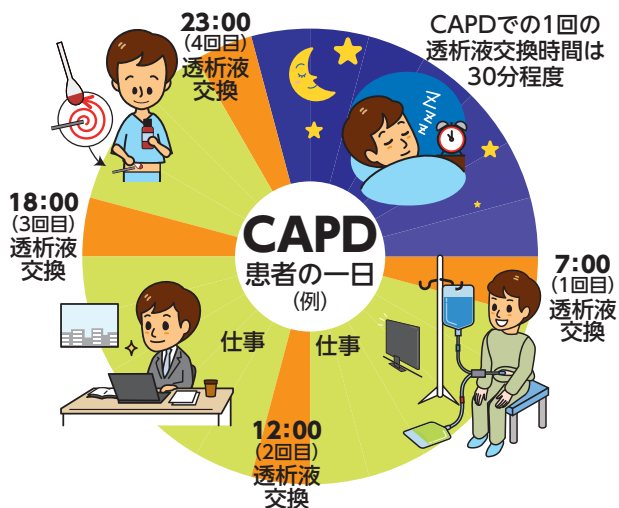 CAPDでの1回の
透析液交換時間は
30分程度
23:00
(4回目)
透析液
交換
zzz
18:00
(3回目)
透析液
交換
CAPD
患者の一日
(例)
7:00
(1回目)
透析液
交換
仕事
仕事
12:00
(2回目)
透析液
交換